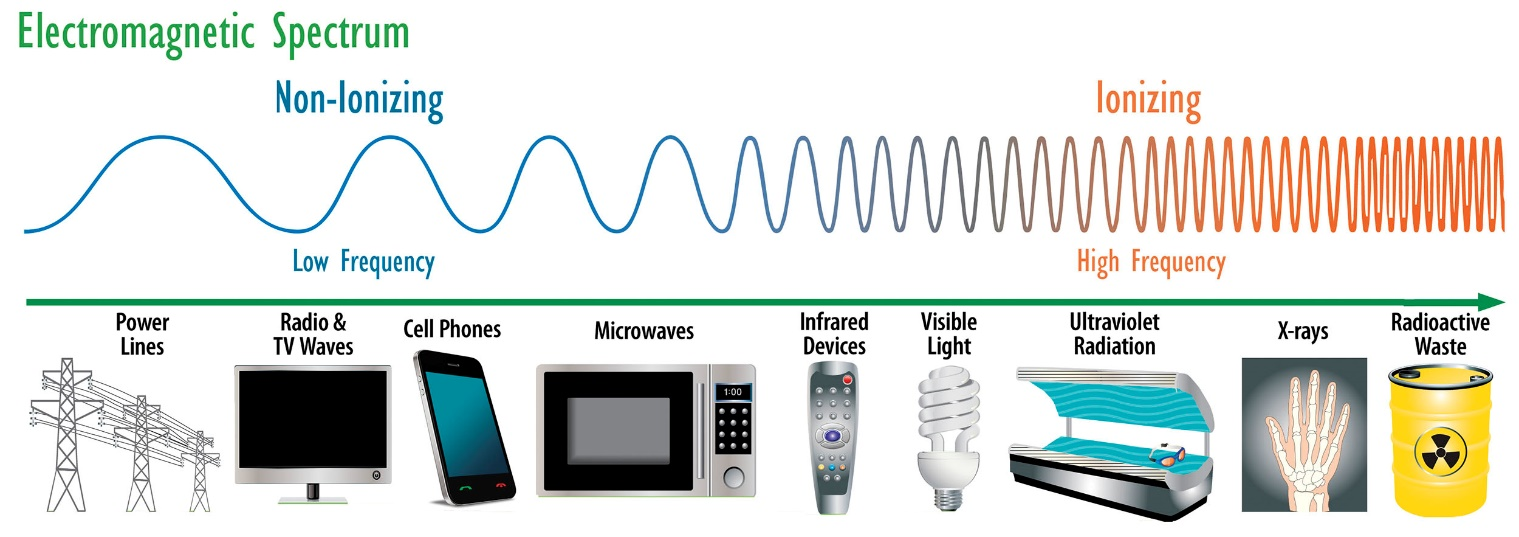 Electromagnetic Spectrum
Non-Ionizing
Ionizing
Low Frequency
High Frequency
Power
Lines
Radio &
TV Waves
Cell Phones
Microwaves
Infrared
Devices
Visible
Light
Ultraviolet
Radiation
X-rays
Radioactive
Waste
1:00